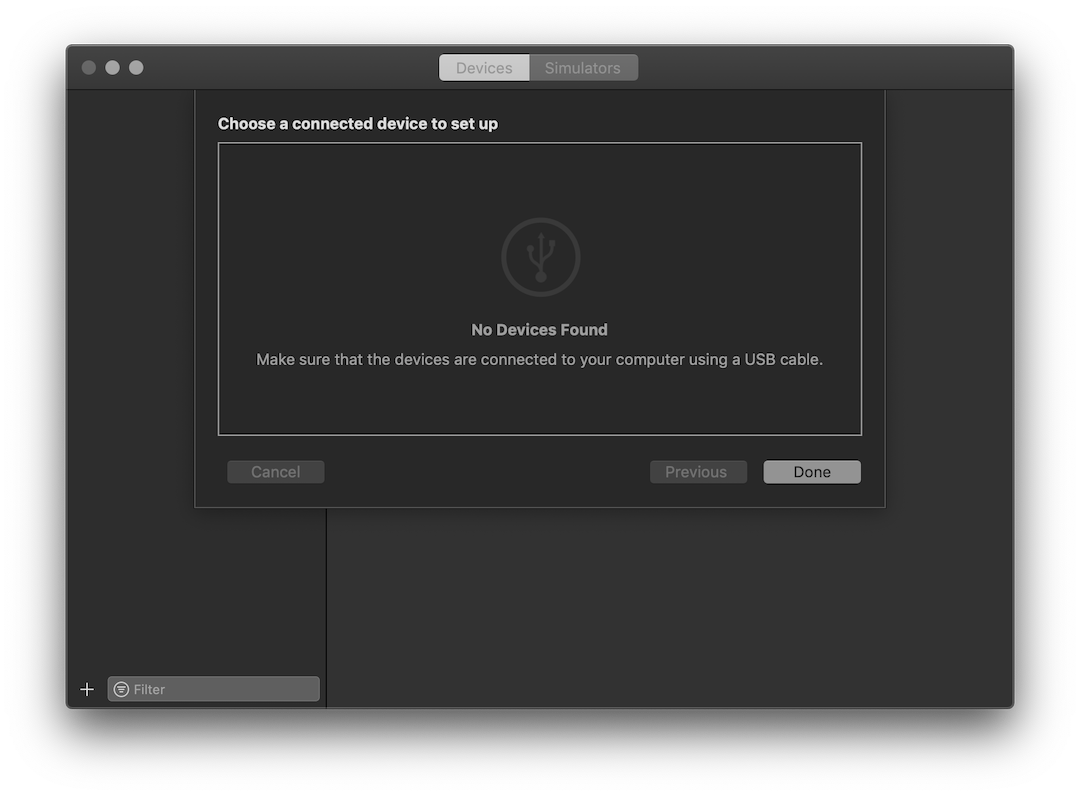 Devices
Simulators
Choose a connected device to set up
No Devices Found
Make sure that the devices are connected to your computer using a USB cable.
Cancel
Previous
Done
Filter